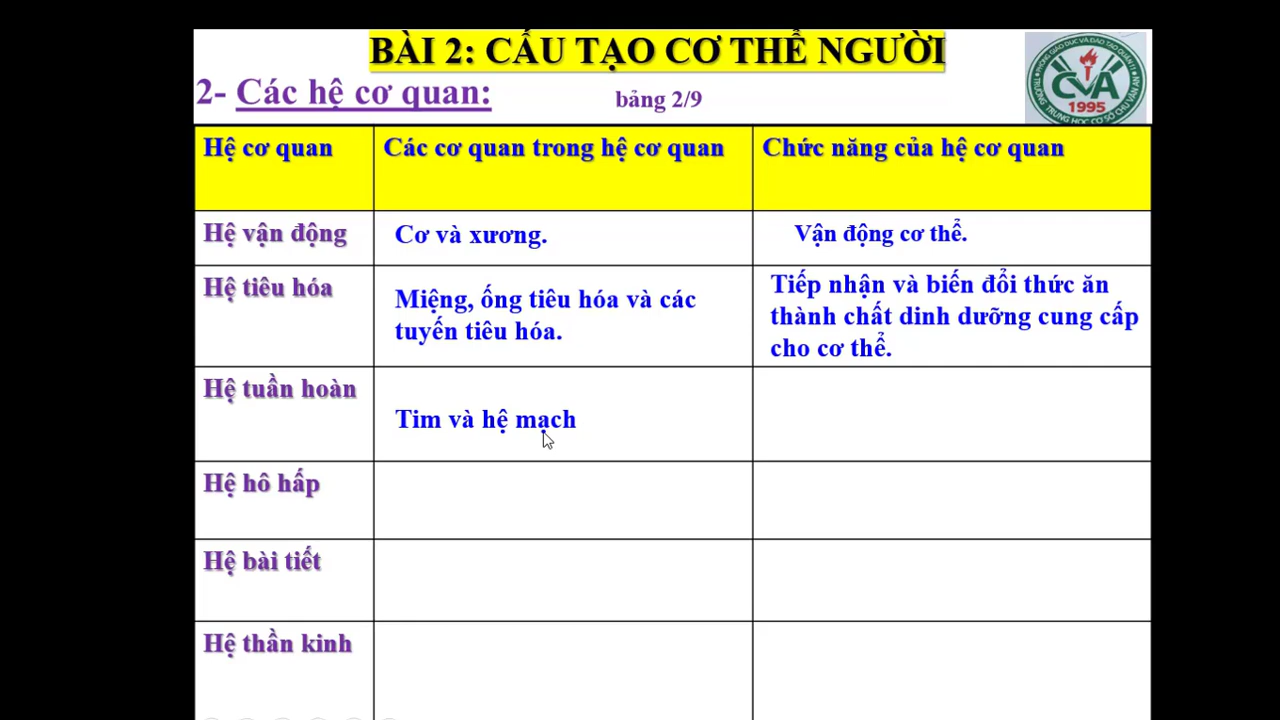 BÀI 2: CẤU TẠO CƠ THỂ NGƯỜI
2- Các hệ cơ quan:
bảng 2/9
CVA
1995
Hệ cơ quan
Các cơ quan trong hệ cơ quan
Chức năng của hệ cơ quan
Hệ vận động
Cơ và xương.
Vận động cơ thể.
Hệ tiêu hóa
Miệng, ống tiêu hóa và các
tuyến tiêu hóa.
Tiếp nhận và biến đổi thức ăn
thành chất dinh dưỡng cung cấp
cho cơ thể.
Hệ tuần hoàn
Tim và hệ mạch
Hệ hô hấp
Hệ bài tiết
Hệ thần kinh